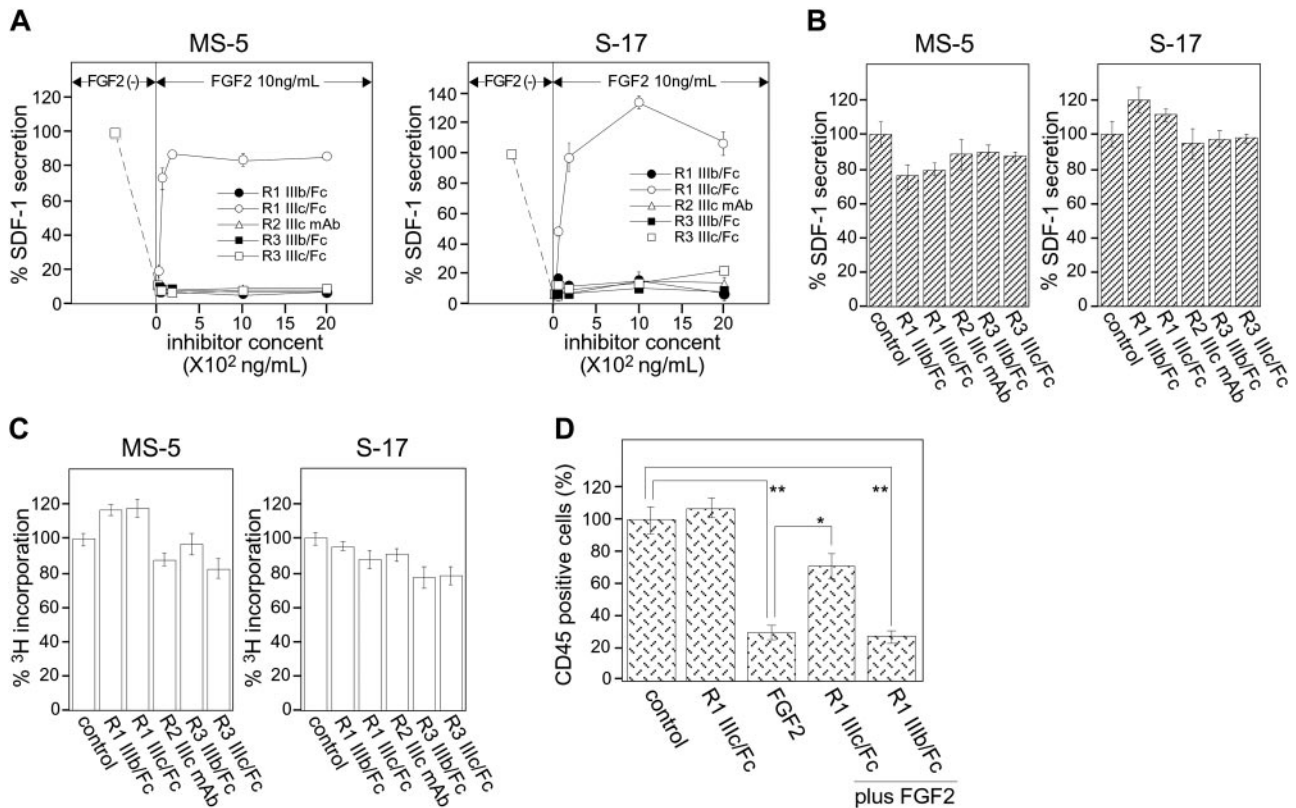 A
MS-5
FGF2 (-)
FGF2 10ng/mL
120
100
80
60
40
20
0
% SDF-1 secretion
R1 IIIb/Fc
R1 IIIc/Fc
R2 IIIc mAb
R3 IIIb/Fc
R3 IIIc/Fc
0 5 10 15 20
inhibitor concent
(X10² ng/mL)
S-17
FGF2 (-)
FGF2 10ng/mL
140
120
100
80
60
40
20
0
% SDF-1 secretion
R1 IIIb/Fc
R1 IIIc/Fc
R2 IIIc mAb
R3 IIIb/Fc
R3 IIIc/Fc
0 5 10 15 20
inhibitor concent
(X10² ng/mL)
B
MS-5
120
100
80
60
40
20
0
% SDF-1 secretion
control
R1 IIIb/Fc
R1 IIIc/Fc
R2 IIIc mAb
R3 IIIb/Fc
R3 IIIc/Fc
S-17
120
100
80
60
40
20
0
% SDF-1 secretion
control
R1 IIIb/Fc
R1 IIIc/Fc
R2 IIIc mAb
R3 IIIb/Fc
R3 IIIc/Fc
C
MS-5
120
100
80
60
40
20
0
% ³H incorporation
control
R1 IIIb/Fc
R1 IIIc/Fc
R2 IIIc mAb
R3 IIIb/Fc
R3 IIIc/Fc
S-17
120
100
80
60
40
20
0
% ³H incorporation
control
R1 IIIb/Fc
R1 IIIc/Fc
R2 IIIc mAb
R3 IIIb/Fc
R3 IIIc/Fc
D
120
100
80
60
40
20
0
CD45 positive cells (%)
**
*
**
control
R1 IIIc/Fc
FGF2
R1 IIIc/Fc
R1 IIIb/Fc
plus FGF2